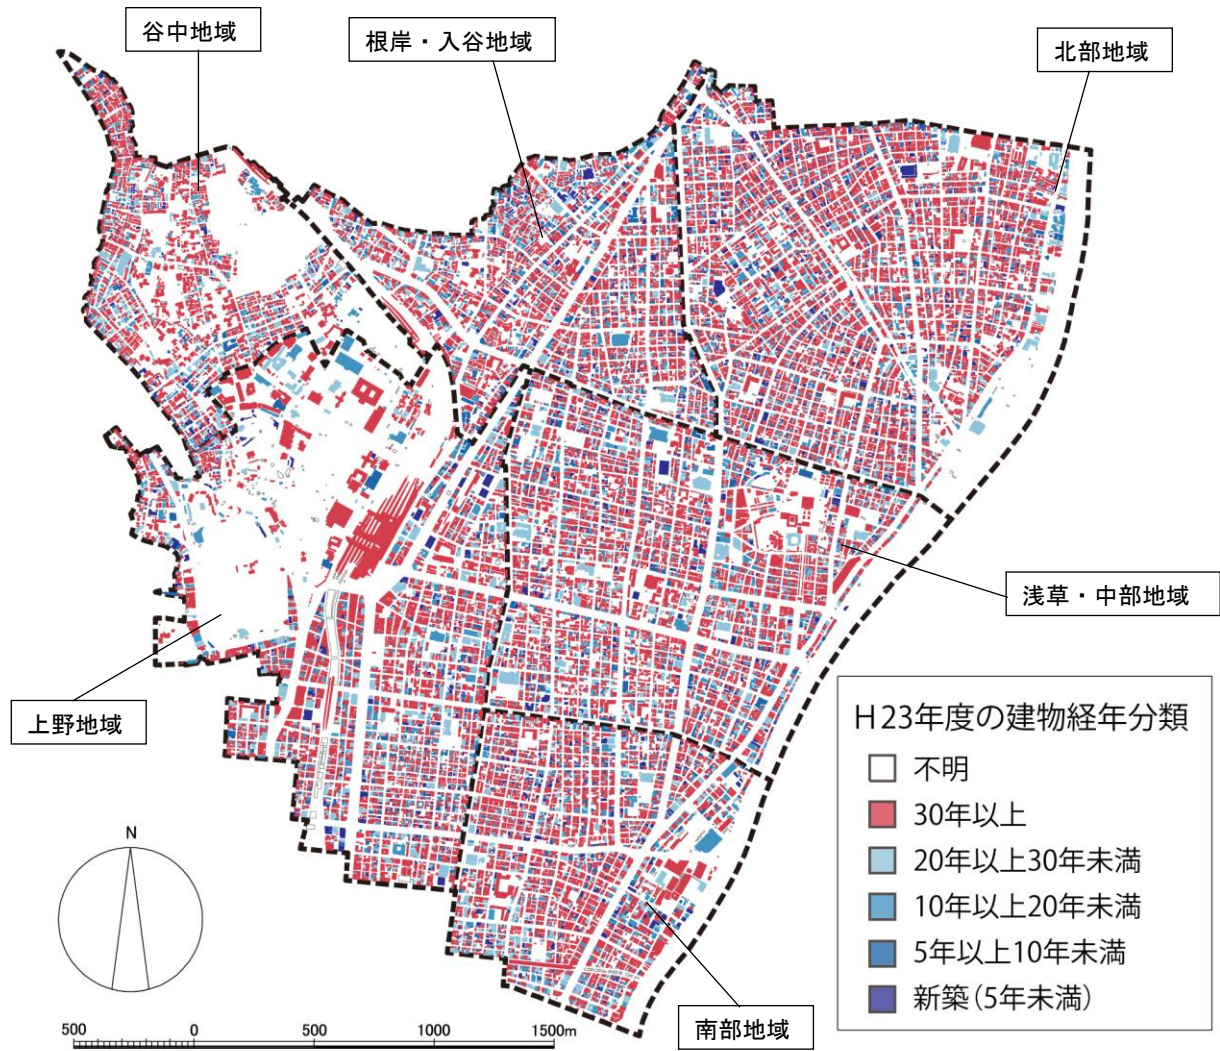 谷中地域
根岸・入谷地域
北部地域
浅草・中部地域
上野地域
南部地域
H23年度の建物経年分類
不明
30年以上
20年以上30年未満
10年以上20年未満
5年以上10年未満
新築(5年未満)
N
500 0 500 1000 1500m